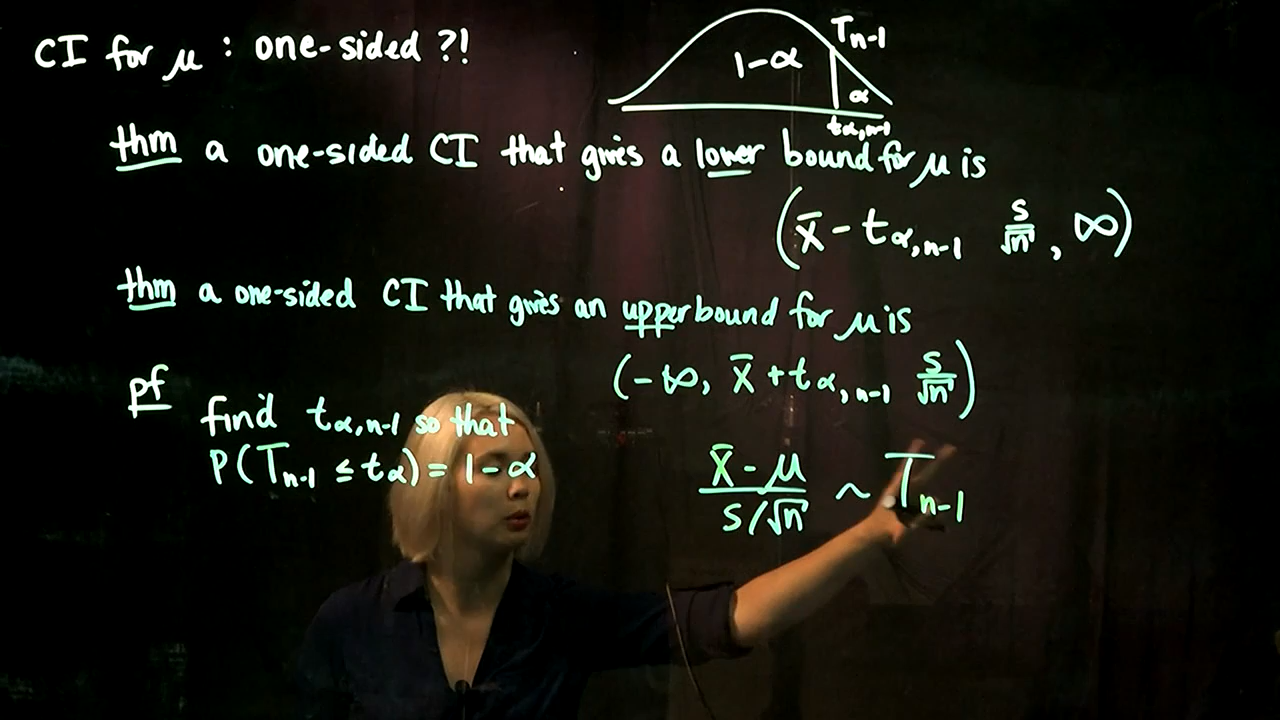 CI for μ : one-sided ?!
T_{n-1}
1-α
α
t_{α,n-1}
thm a one-sided CI that gives a lower bound for μ is
(x̄ - t_{α,n-1} s/√n, ∞)
thm a one-sided CI that gives an upper bound for μ is
(-∞, x̄ + t_{α,n-1} s/√n)
pf
find t_{α,n-1} so that
P(T_{n-1} ≤ t_α) = 1-α
(x̄ - μ)/(s/√n) ~ T_{n-1}